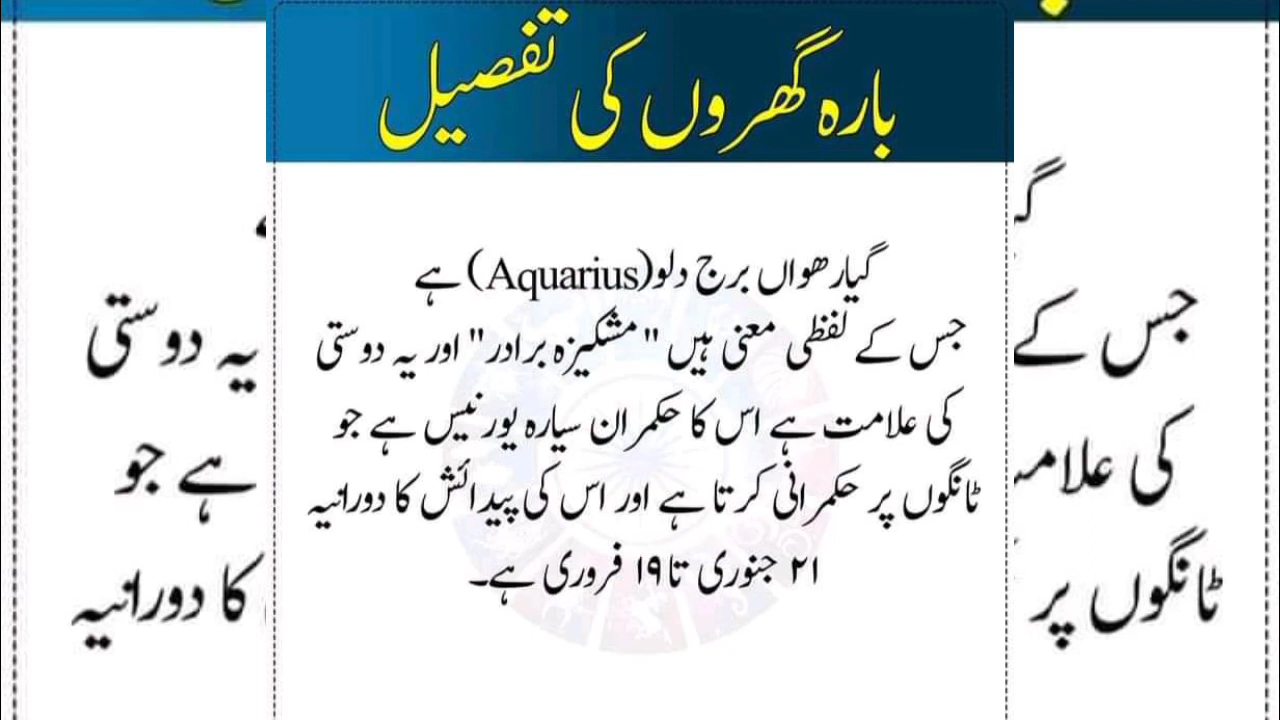 بارہ گھروں کی تفصیل
گیارھواں برج دلو(Aquarius) ہے
جس کے لفظی معنی ہیں "مشکیزہ برادر" اور یہ دوستی
کی علامت ہے اس کا حکمران سیارہ یورنیس ہے جو
ٹانگوں پر حکمرانی کرتا ہے اور اس کی پیدائش کا دورانیہ
۲۱ جنوری تا ۱۹ فروری ہے۔